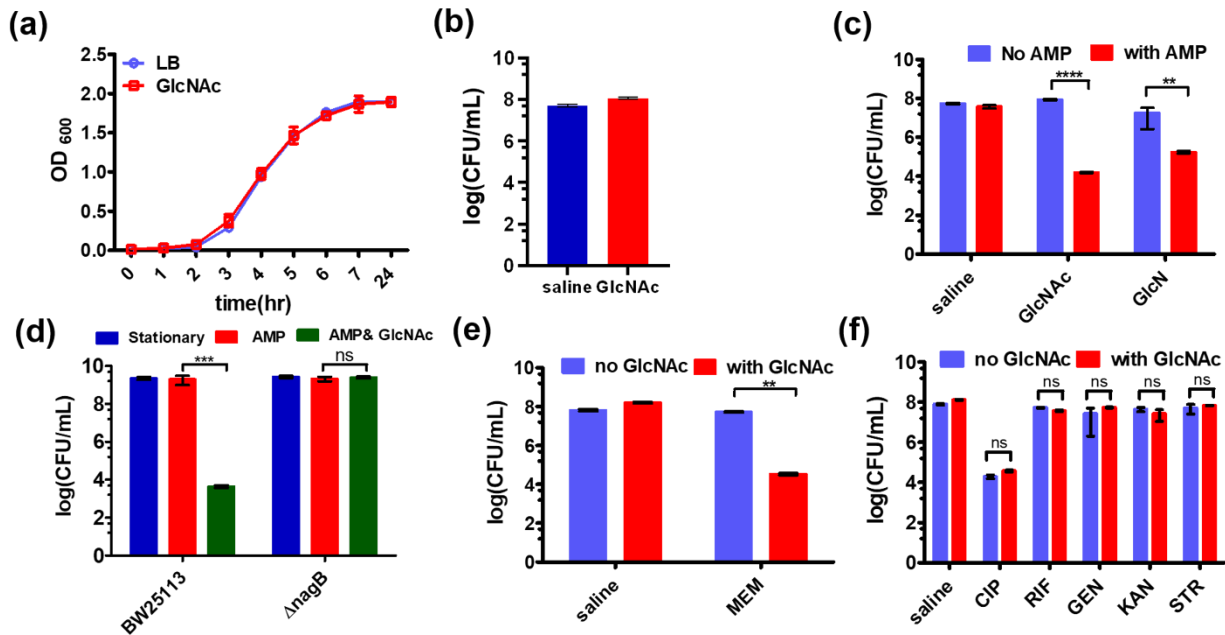 (a)
LB
GlcNAc
2.5
2.0
1.5
1.0
0.5
0.0
OD 600
0 1 2 3 4 5 6 7 24
time(hr)
(b)
10
8
6
4
2
0
log(CFU/mL)
saline GlcNAc
(c)
No AMP with AMP
**** **
10
8
6
4
2
0
log(CFU/mL)
saline GlcNAc GlcN
(d)
Stationary AMP AMP& GlcNAc
*** ns
10
8
6
4
2
0
log(CFU/mL)
BW25113 ΔnagB
(e)
no GlcNAc with GlcNAc
**
10
8
6
4
2
0
log(CFU/mL)
saline MEM
(f)
no GlcNAc with GlcNAc
ns ns ns ns ns
10
8
6
4
2
0
log(CFU/mL)
saline CIP RIF GEN KAN STR